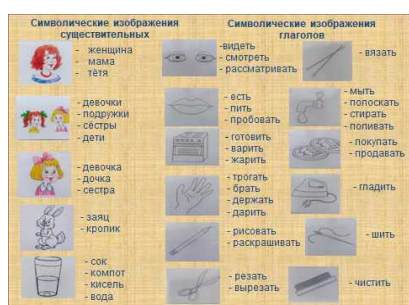 Символические изображения
существительных
- женщина
- мама
- тётя
- девочки
- подружки
- сёстры
- дети
- девочка
- дочка
- сестра
- заяц
- кролик
- сок
- компот
- кисель
- вода
Символические изображения
глаголов
-видеть
- смотреть
- рассматривать
- есть
- пить
- пробовать
- готовить
- варить
- жарить
- трогать
- брать
- держать
- дарить
- рисовать
- раскрашивать
- резать
- вырезать
- вязать
- мыть
- полоскать
- стирать
- поливать
- покупать
- продавать
- гладить
- шить
- чистить